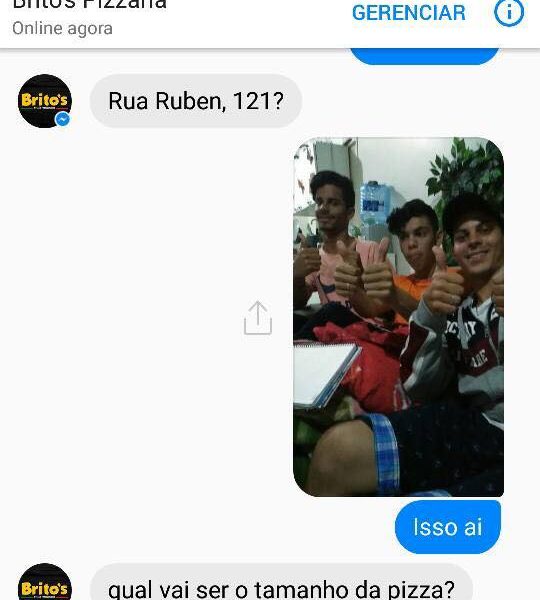 Brito's Pizzaria
GERENCIAR
Online agora
Brito's
Rua Ruben, 121?
Isso ai
Brito's
qual vai ser o tamanho da pizza?